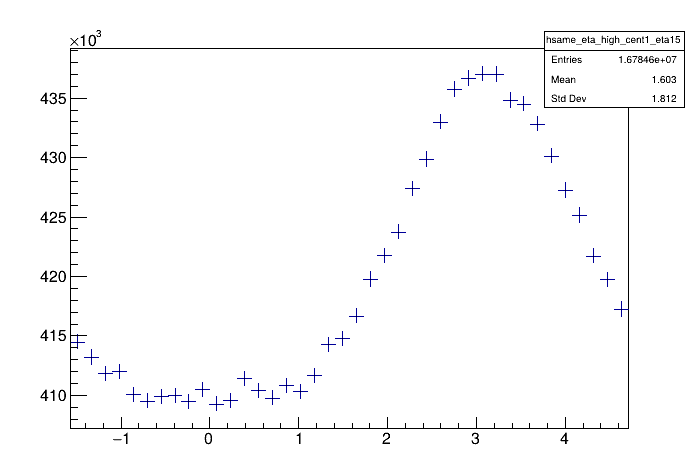 ×10³
hsame_eta_high_cent1_eta15
Entries 1.67846e+07
Mean 1.603
Std Dev 1.812
435
430
425
420
415
410
−1 0 1 2 3 4